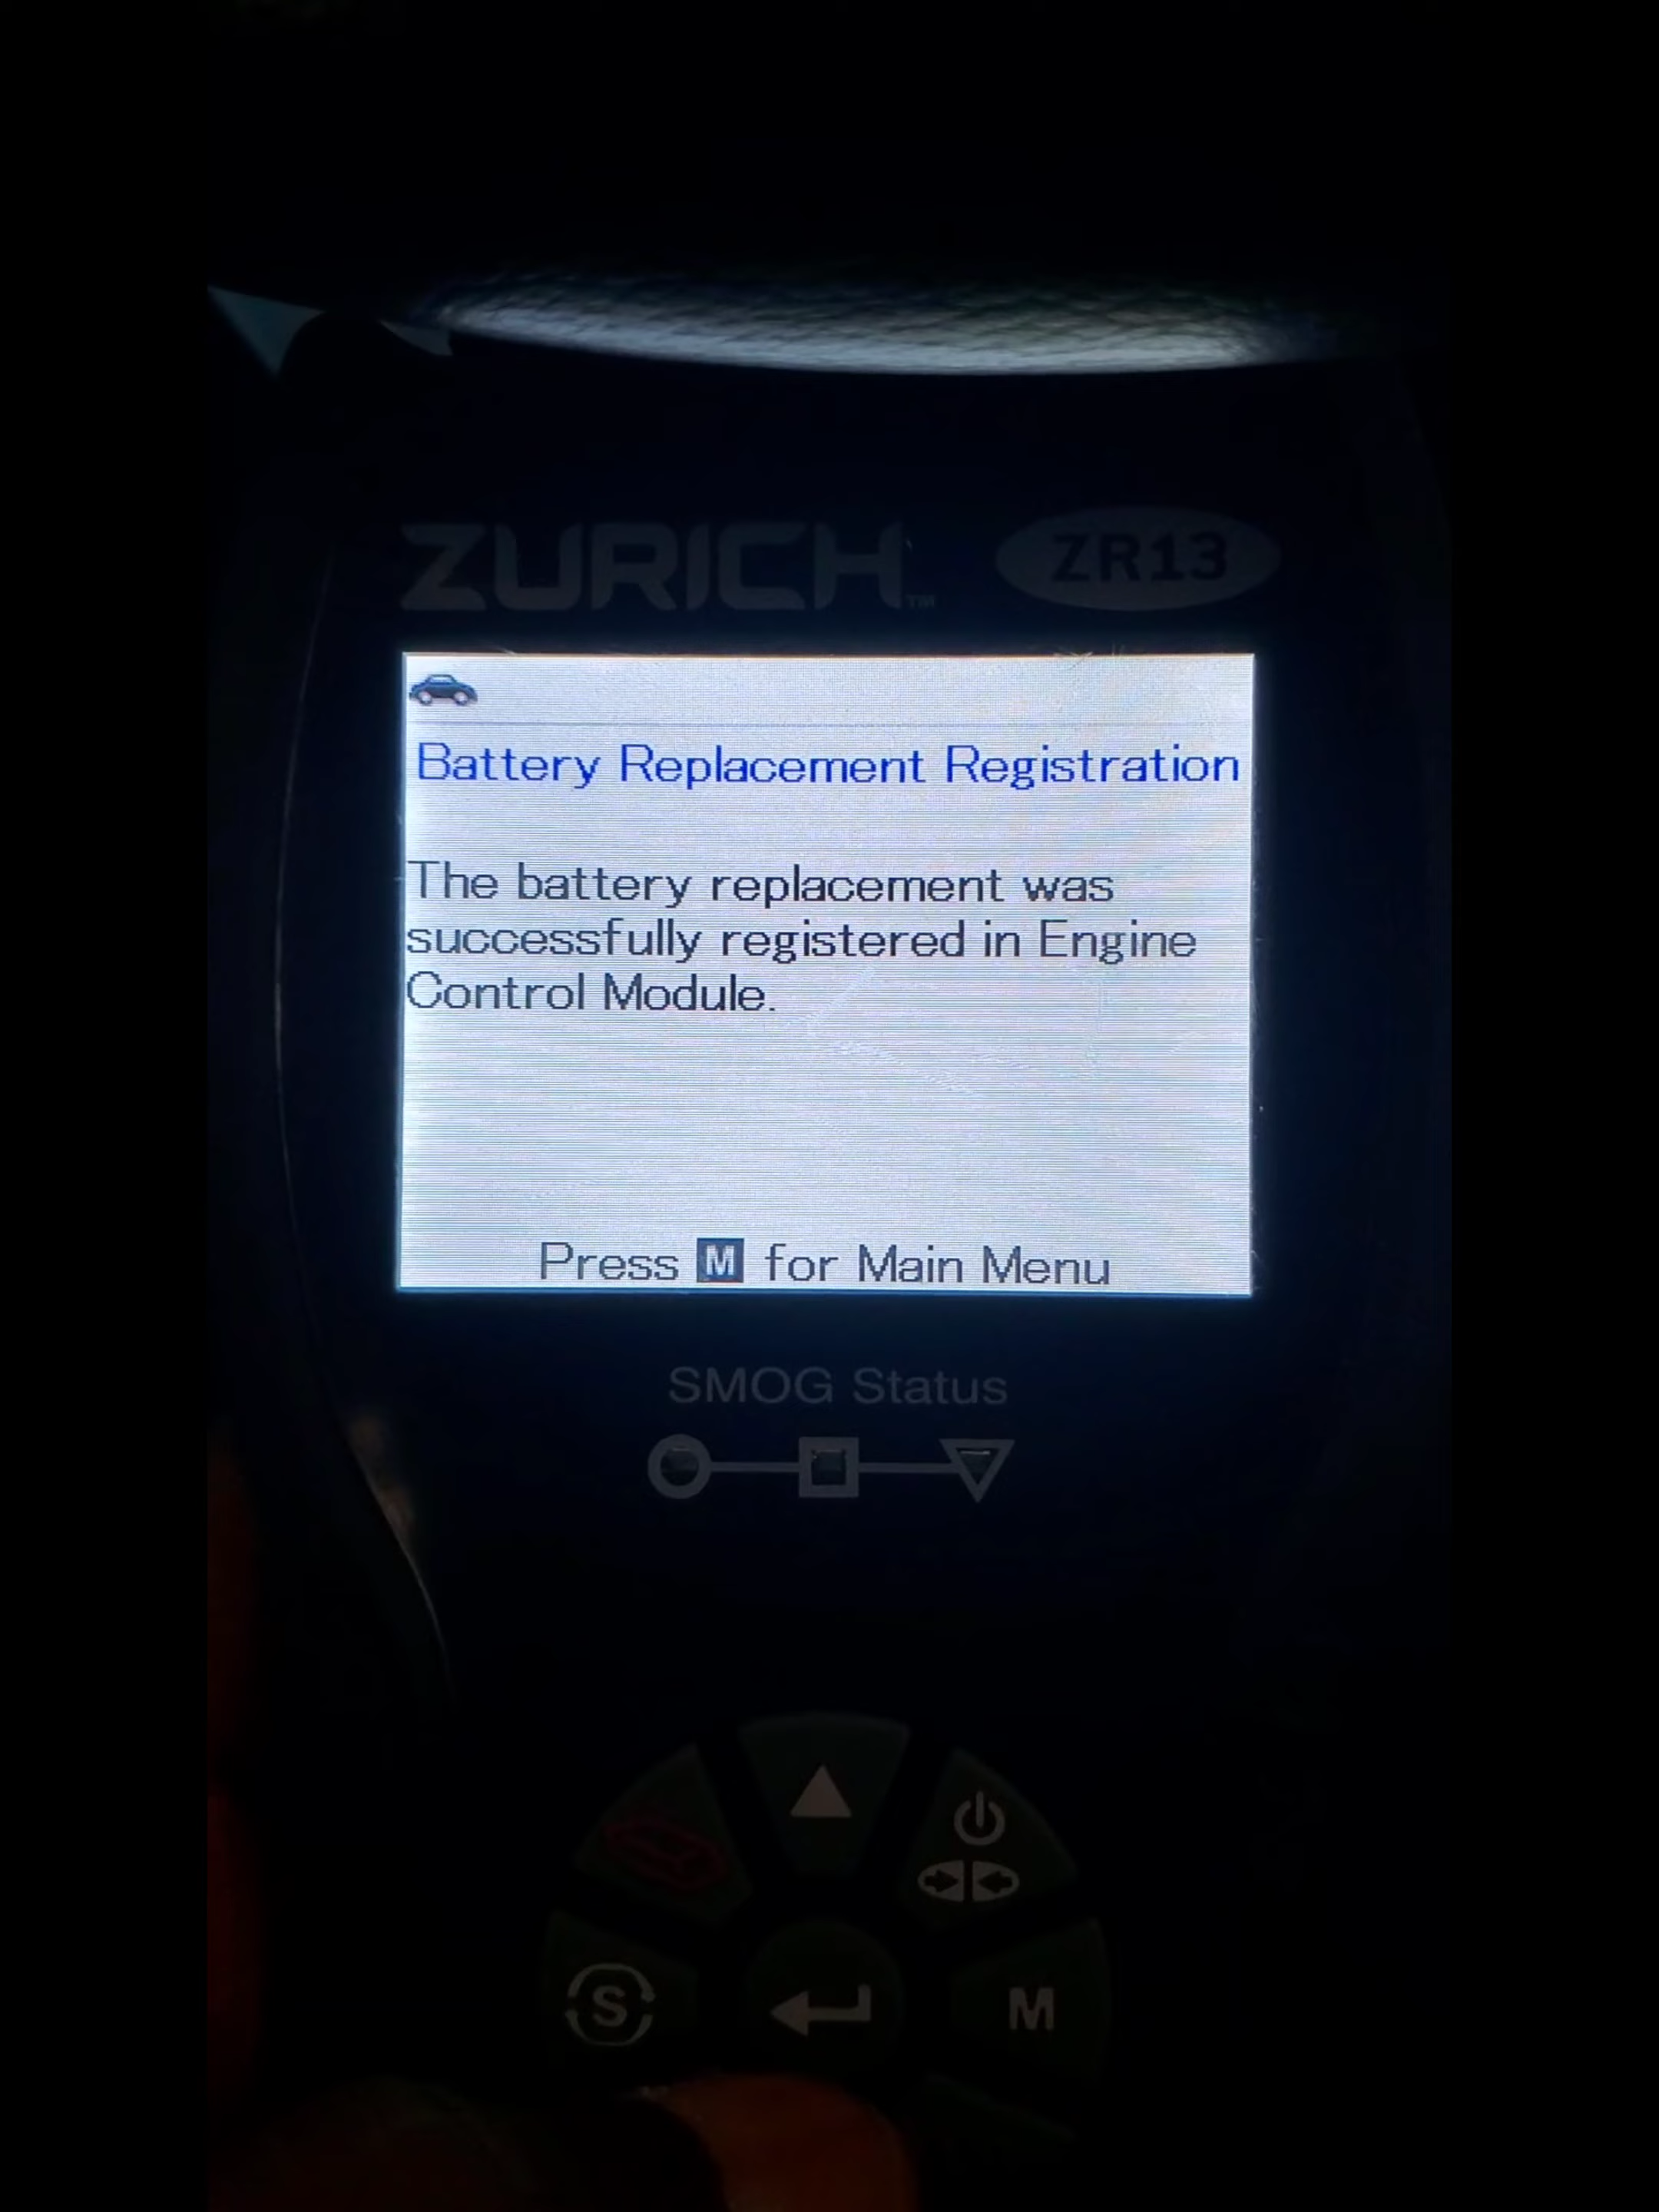 ZURICH™ ZR13
Battery Replacement Registration
The battery replacement was
successfully registered in Engine
Control Module.
Press M for Main Menu
SMOG Status
S
M